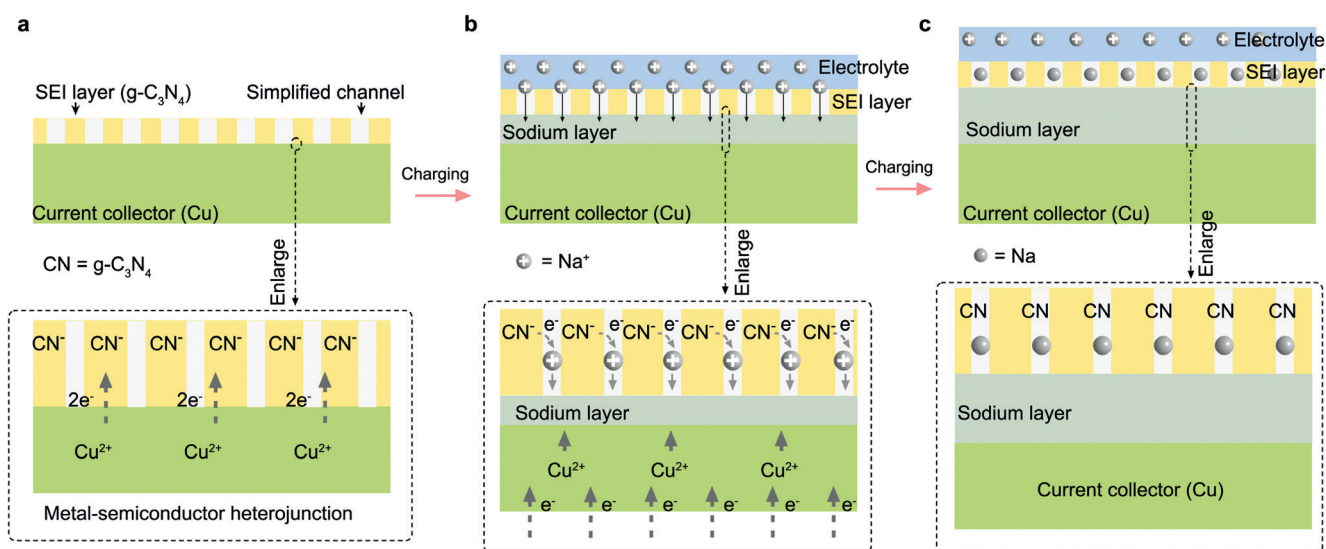 a
SEI layer (g-C₃N₄)
Simplified channel
Current collector (Cu)
CN = g-C₃N₄
Enlarge
CN⁻ CN⁻ CN⁻ CN⁻ CN⁻ CN⁻
2e⁻ 2e⁻ 2e⁻
Cu²⁺ Cu²⁺ Cu²⁺
Metal-semiconductor heterojunction
Charging
b
Electrolyte
SEI layer
Sodium layer
Current collector (Cu)
= Na⁺
Enlarge
e⁻ e⁻ e⁻ e⁻ e⁻ e⁻
CN⁻ CN⁻ CN⁻ CN⁻ CN⁻ CN⁻
Sodium layer
Cu²⁺ Cu²⁺ Cu²⁺
e⁻ e⁻ e⁻ e⁻ e⁻ e⁻
Charging
c
Electrolyte
SEI layer
Sodium layer
Current collector (Cu)
= Na
Enlarge
CN CN CN CN CN CN
Sodium layer
Current collector (Cu)